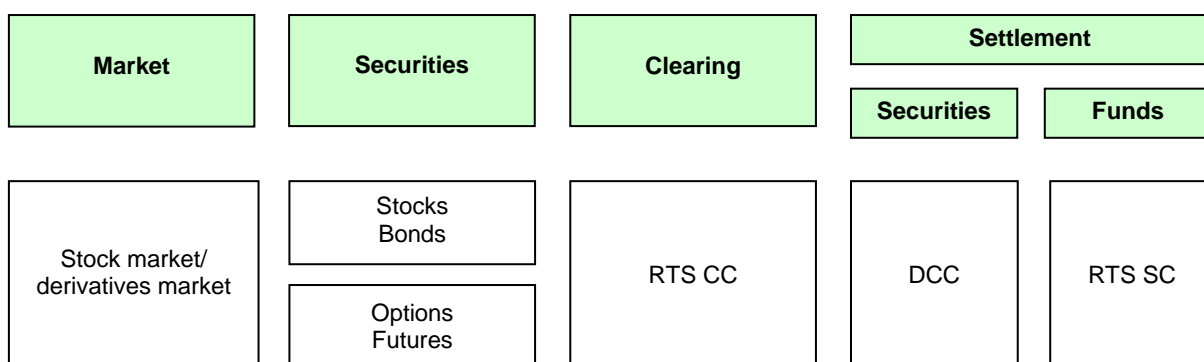 Market
Securities
Clearing
Settlement
Securities
Funds
Stock market/
derivatives market
Stocks
Bonds
Options
Futures
RTS CC
DCC
RTS SC